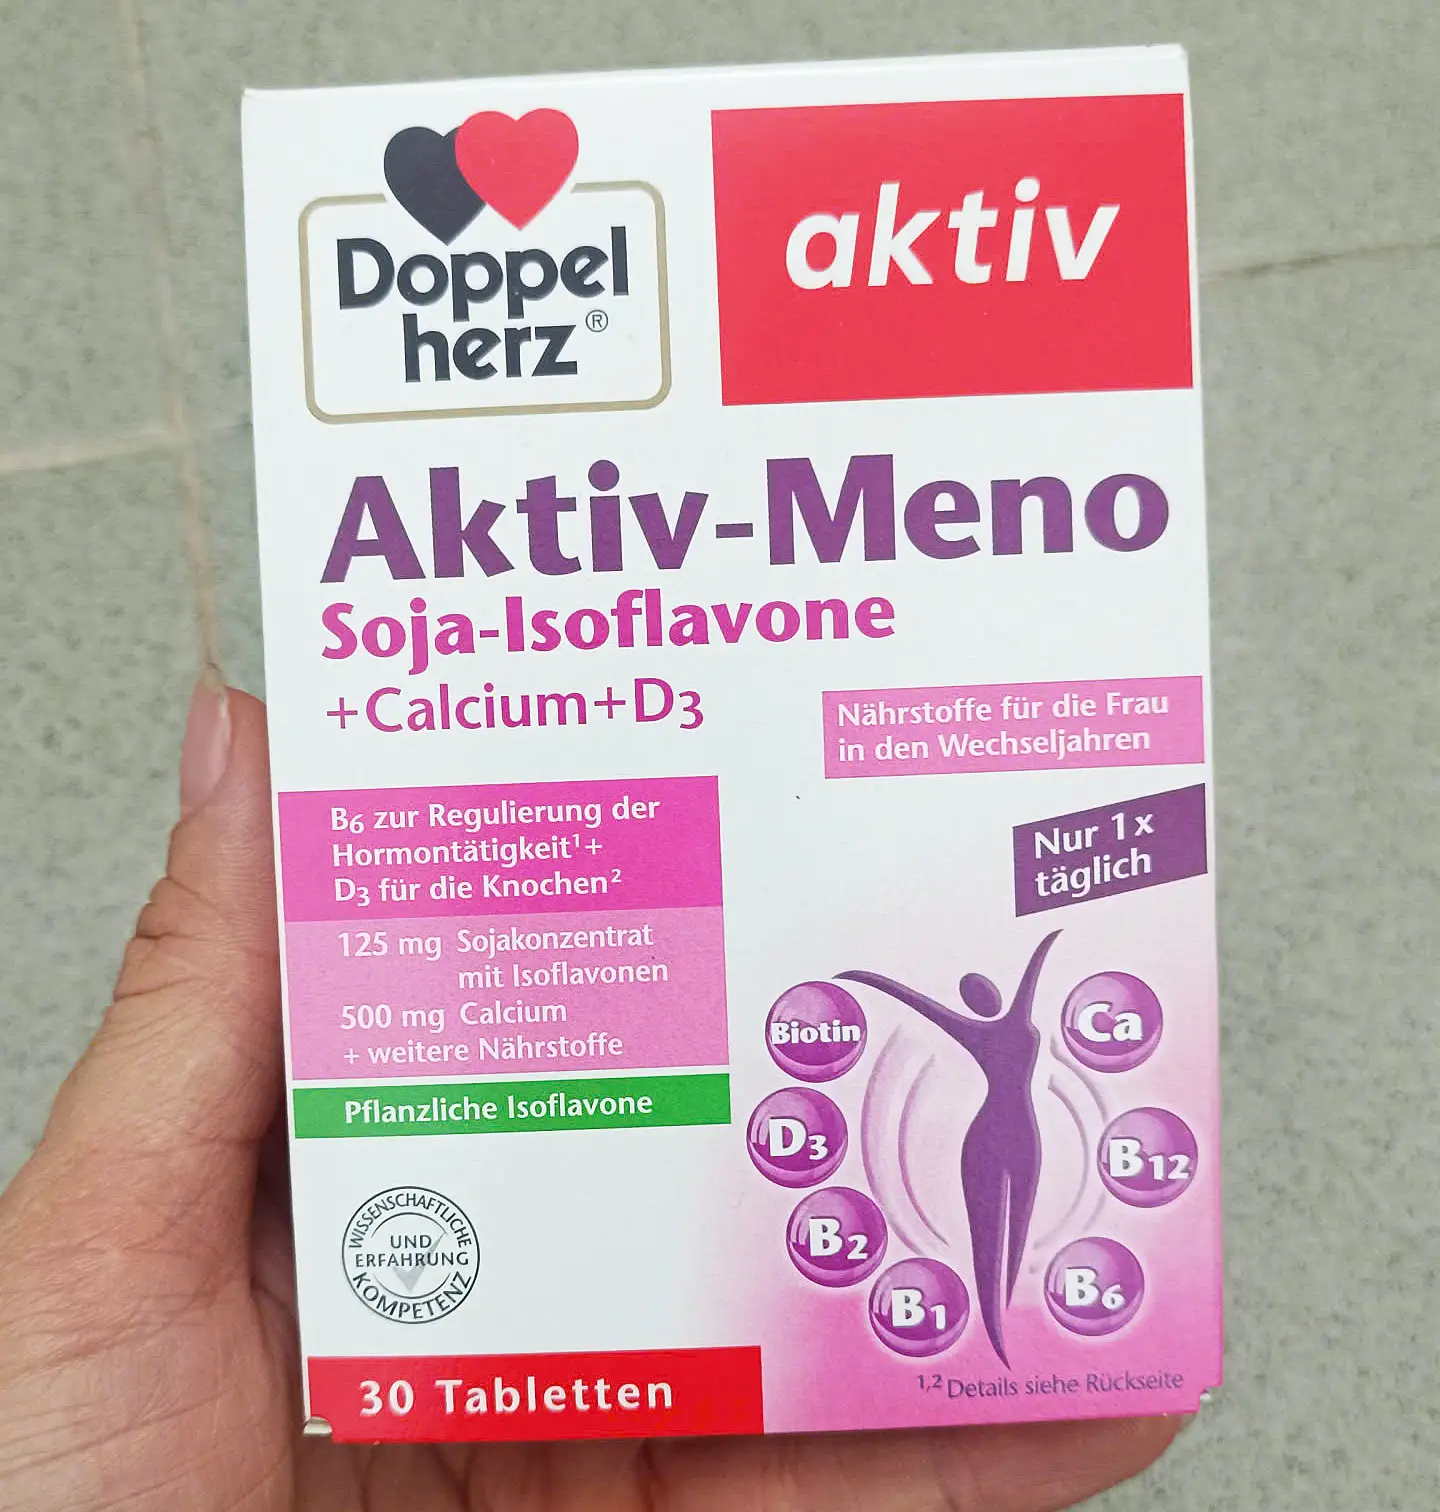 Doppel
herz®
aktiv
Aktiv-Meno
Soja-Isoflavone
+Calcium+D3
Nährstoffe für die Frau
in den Wechseljahren
Nur 1x
täglich
B6 zur Regulierung der
Hormontätigkeit¹+
D3 für die Knochen²
125 mg Sojakonzentrat
mit Isoflavonen
500 mg Calcium
+ weitere Nährstoffe
Pflanzliche Isoflavone
Biotin
Ca
D3
B12
B2
B6
B1
WISSENSCHAFTLICHE
UND
ERFAHRUNG
KOMPETENZ
30 Tabletten
¹,² Details siehe Rückseite